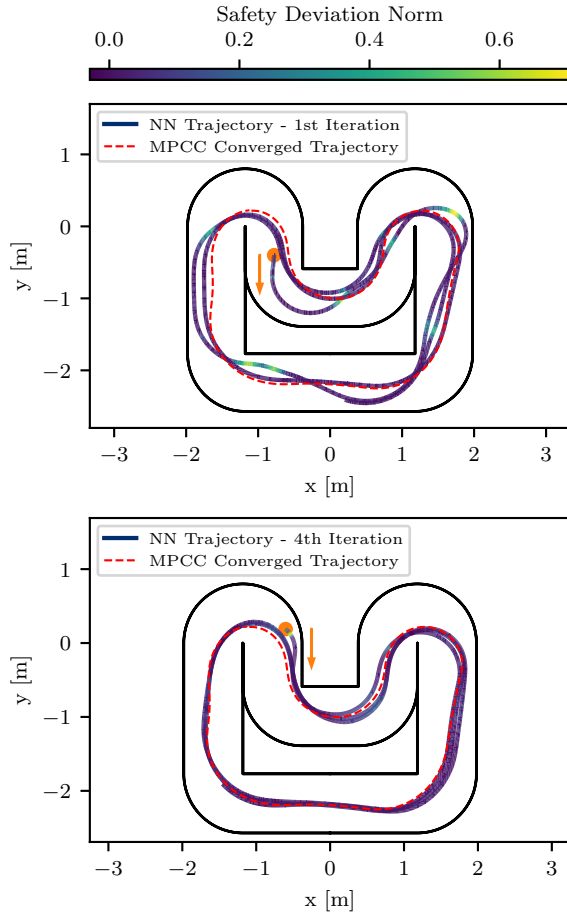 Safety Deviation Norm
0.0 0.2 0.4 0.6
NN Trajectory - 1st Iteration
MPCC Converged Trajectory
1
0
−1
−2
y [m]
−3 −2 −1 0 1 2 3
x [m]
NN Trajectory - 4th Iteration
MPCC Converged Trajectory
1
0
−1
−2
y [m]
−3 −2 −1 0 1 2 3
x [m]